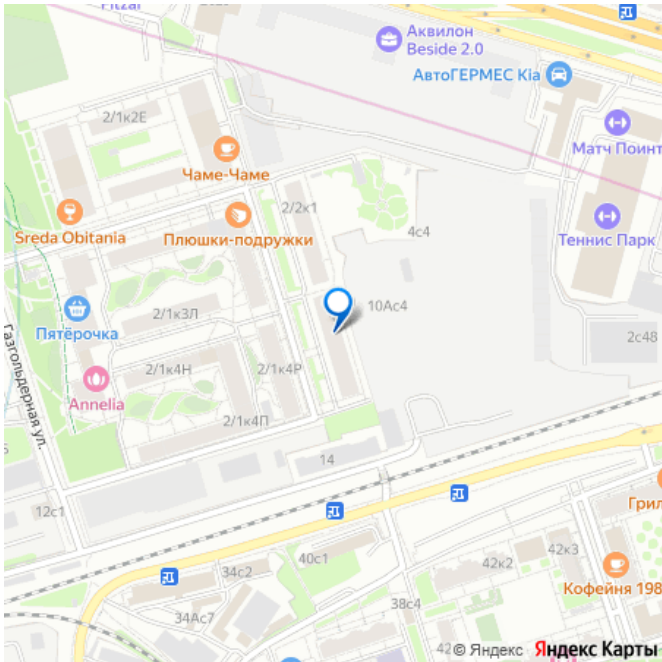 Pitzai
Аквилон
Beside 2.0
АвтоГЕРМЕС Kia
2/1к2Е
Матч Поинт
Чаме-Чаме
2/2к1
Sreda Obitania
Плюшки-подружки
4с4
Теннис Парк
10Ас4
2/1к3Л
Пятёрочка
2с48
Газгольдерная ул.
2/1к4Н
2/1к4Р
Annelia
2/1к4П
14
12с1
Грил
40с1
42к2
42к3
34с2
Кофейня 198
38с4
34Ас7
42
© Яндекс Яндекс Карты